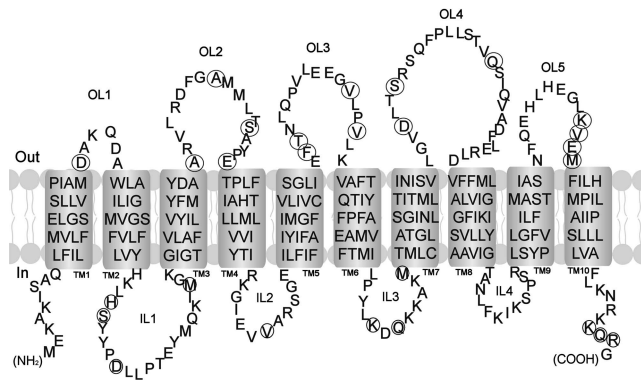 OL1
OL2
OL3
OL4
OL5
Out
D A K Q D A
A R V L R D F G A M M L T S A Y P E
E F T N L Q P V L E E G V L P V K
L G V D L T S R S Q F P L L S T V Q S Q V A D F L E R L D
N F Q E H L H E G L K V E M
PIAM WLA YDA TPLF SGLI VAFT INISV VFFML IAS FILH
SLLV ILIG YFM IAHT VLIVC QTIY TITML ALVIG MAST MPIL
ELGS MVGS VYIL LLML IMGF FPFA SGINL GFIKI ILF AIIP
MVLF FVLF VLAF VVI IYIFA EAMV ATGL SVLLY LGFV SLLL
LFIL LVY GIGT YTI ILFIF FTMI TMLC AAVIG LSYP LVA
In
TM1 TM2 TM3 TM4 TM5 TM6 TM7 TM8 TM9 TM10
M E K A K A I S A Q
H K L H S Y Y P D L L P T E Y M Q K I M G K
R K G I E V V A R S G E
T A N L F K I K S P S R
F L K N R K K Q R G
IL1
IL2
IL3
IL4
(NH₂)
(COOH)